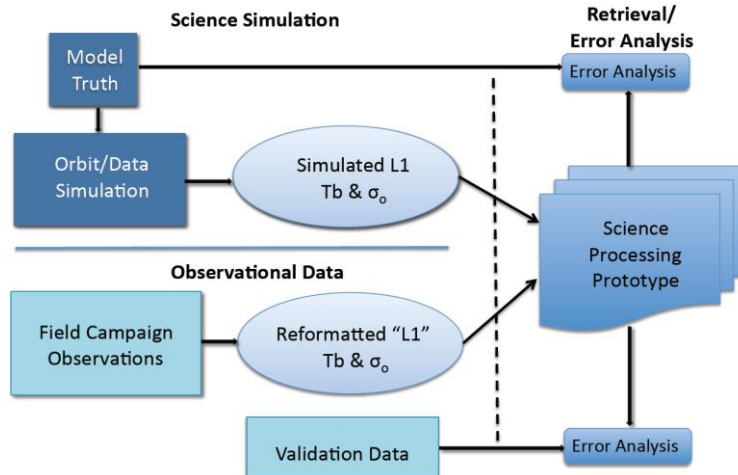 Science Simulation
Retrieval/
Error Analysis
Model
Truth
Error Analysis
Orbit/Data
Simulation
Simulated L1
Tb & σₒ
Science
Processing
Prototype
Observational Data
Field Campaign
Observations
Reformatted “L1”
Tb & σₒ
Validation Data
Error Analysis